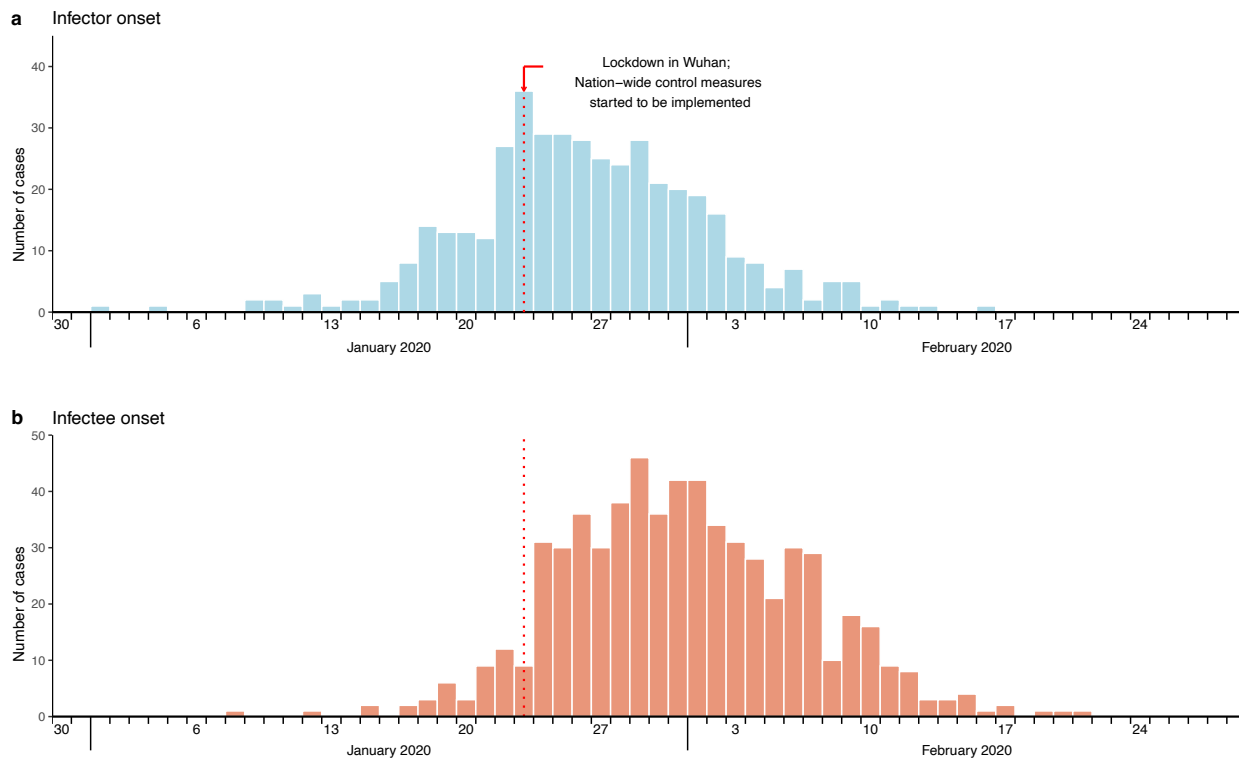 a Infector onset
Lockdown in Wuhan;
Nation−wide control measures
started to be implemented
Number of cases
40
30
20
10
0
30 6 13 20 27 3 10 17 24
January 2020 February 2020
b Infectee onset
Number of cases
50
40
30
20
10
0
30 6 13 20 27 3 10 17 24
January 2020 February 2020